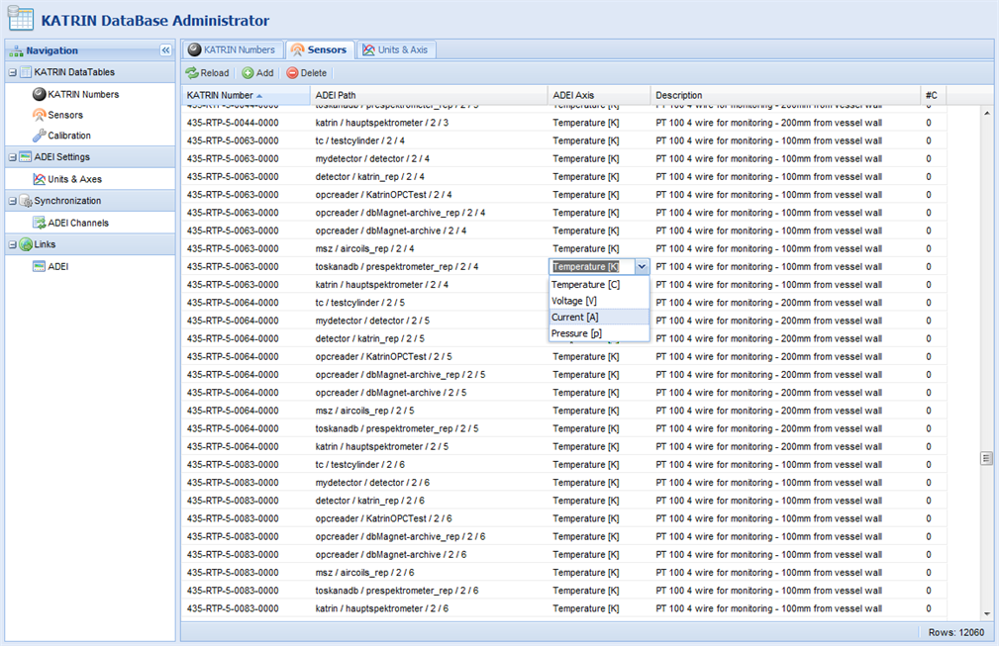 KATRIN DataBase Administrator
Navigation
KATRIN DataTables
KATRIN Numbers
Sensors
Calibration
ADEI Settings
Units & Axes
Synchronization
ADEI Channels
Links
ADEI
KATRIN Numbers Sensors Units & Axis
Reload Add Delete
KATRIN Number ADEI Path ADEI Axis Description #C
435-RTP-5-0044-0000 toskanadb / prespektrometer_rep / 2 / 3 Temperature [K] PT 100 4 wire for monitoring - 200mm from vessel wall 0
435-RTP-5-0044-0000 katrin / hauptspektrometer / 2 / 3 Temperature [K] PT 100 4 wire for monitoring - 200mm from vessel wall 0
435-RTP-5-0063-0000 tc / testcylinder / 2 / 4 Temperature [K] PT 100 4 wire for monitoring - 100mm from vessel wall 0
435-RTP-5-0063-0000 mydetector / detector / 2 / 4 Temperature [K] PT 100 4 wire for monitoring - 100mm from vessel wall 0
435-RTP-5-0063-0000 detector / katrin_rep / 2 / 4 Temperature [K] PT 100 4 wire for monitoring - 100mm from vessel wall 0
435-RTP-5-0063-0000 opcreader / KatrinOPCTest / 2 / 4 Temperature [K] PT 100 4 wire for monitoring - 100mm from vessel wall 0
435-RTP-5-0063-0000 opcreader / dbMagnet-archive_rep / 2 / 4 Temperature [K] PT 100 4 wire for monitoring - 100mm from vessel wall 0
435-RTP-5-0063-0000 opcreader / dbMagnet-archive / 2 / 4 Temperature [K] PT 100 4 wire for monitoring - 100mm from vessel wall 0
435-RTP-5-0063-0000 msz / aircoils_rep / 2 / 4 Temperature [K] PT 100 4 wire for monitoring - 100mm from vessel wall 0
435-RTP-5-0063-0000 toskanadb / prespektrometer_rep / 2 / 4 Temperature [K] PT 100 4 wire for monitoring - 100mm from vessel wall 0
435-RTP-5-0063-0000 katrin / hauptspektrometer / 2 / 4 Temperature [C] PT 100 4 wire for monitoring - 100mm from vessel wall 0
435-RTP-5-0064-0000 tc / testcylinder / 2 / 5 Voltage [V] PT 100 4 wire for monitoring - 200mm from vessel wall 0
435-RTP-5-0064-0000 mydetector / detector / 2 / 5 Current [A] PT 100 4 wire for monitoring - 200mm from vessel wall 0
435-RTP-5-0064-0000 detector / katrin_rep / 2 / 5 Pressure [p] PT 100 4 wire for monitoring - 200mm from vessel wall 0
435-RTP-5-0064-0000 opcreader / KatrinOPCTest / 2 / 5 Temperature [K] PT 100 4 wire for monitoring - 200mm from vessel wall 0
435-RTP-5-0064-0000 opcreader / dbMagnet-archive_rep / 2 / 5 Temperature [K] PT 100 4 wire for monitoring - 200mm from vessel wall 0
435-RTP-5-0064-0000 opcreader / dbMagnet-archive / 2 / 5 Temperature [K] PT 100 4 wire for monitoring - 200mm from vessel wall 0
435-RTP-5-0064-0000 msz / aircoils_rep / 2 / 5 Temperature [K] PT 100 4 wire for monitoring - 200mm from vessel wall 0
435-RTP-5-0064-0000 toskanadb / prespektrometer_rep / 2 / 5 Temperature [K] PT 100 4 wire for monitoring - 200mm from vessel wall 0
435-RTP-5-0064-0000 katrin / hauptspektrometer / 2 / 5 Temperature [K] PT 100 4 wire for monitoring - 200mm from vessel wall 0
435-RTP-5-0083-0000 tc / testcylinder / 2 / 6 Temperature [K] PT 100 4 wire for monitoring - 100mm from vessel wall 0
435-RTP-5-0083-0000 mydetector / detector / 2 / 6 Temperature [K] PT 100 4 wire for monitoring - 100mm from vessel wall 0
435-RTP-5-0083-0000 detector / katrin_rep / 2 / 6 Temperature [K] PT 100 4 wire for monitoring - 100mm from vessel wall 0
435-RTP-5-0083-0000 opcreader / KatrinOPCTest / 2 / 6 Temperature [K] PT 100 4 wire for monitoring - 100mm from vessel wall 0
435-RTP-5-0083-0000 opcreader / dbMagnet-archive_rep / 2 / 6 Temperature [K] PT 100 4 wire for monitoring - 100mm from vessel wall 0
435-RTP-5-0083-0000 opcreader / dbMagnet-archive / 2 / 6 Temperature [K] PT 100 4 wire for monitoring - 100mm from vessel wall 0
435-RTP-5-0083-0000 msz / aircoils_rep / 2 / 6 Temperature [K] PT 100 4 wire for monitoring - 100mm from vessel wall 0
435-RTP-5-0083-0000 toskanadb / prespektrometer_rep / 2 / 6 Temperature [K] PT 100 4 wire for monitoring - 100mm from vessel wall 0
435-RTP-5-0083-0000 katrin / hauptspektrometer / 2 / 6 Temperature [K] PT 100 4 wire for monitoring - 100mm from vessel wall 0
Rows: 12060